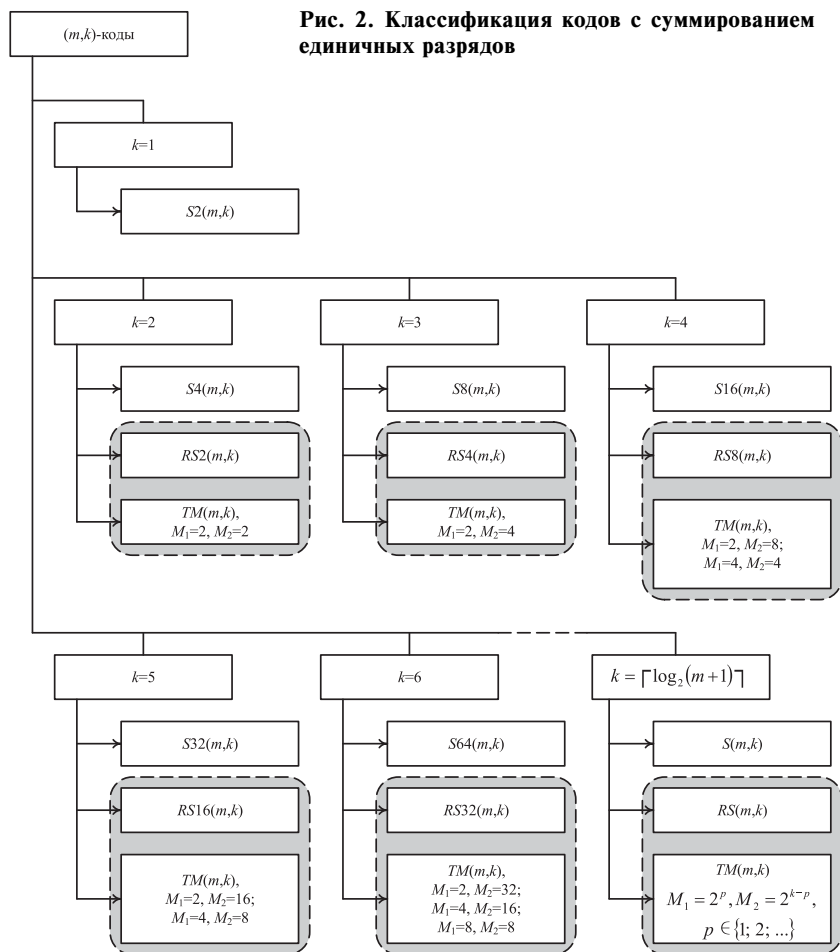 Рис. 2. Классификация кодов с суммированием
единичных разрядов
(m,k)-коды
k=1
S2(m,k)
k=2
S4(m,k)
RS2(m,k)
TM(m,k),
M₁=2, M₂=2
k=3
S8(m,k)
RS4(m,k)
TM(m,k),
M₁=2, M₂=4
k=4
S16(m,k)
RS8(m,k)
TM(m,k),
M₁=2, M₂=8;
M₁=4, M₂=4
k=5
S32(m,k)
RS16(m,k)
TM(m,k),
M₁=2, M₂=16;
M₁=4, M₂=8
k=6
S64(m,k)
RS32(m,k)
TM(m,k),
M₁=2, M₂=32;
M₁=4, M₂=16;
M₁=8, M₂=8
k = ⌈log₂(m+1)⌉
S(m,k)
RS(m,k)
TM(m,k)
M₁ = 2ᵖ, M₂ = 2ᵏ⁻ᵖ,
p ∈ {1; 2; ...}